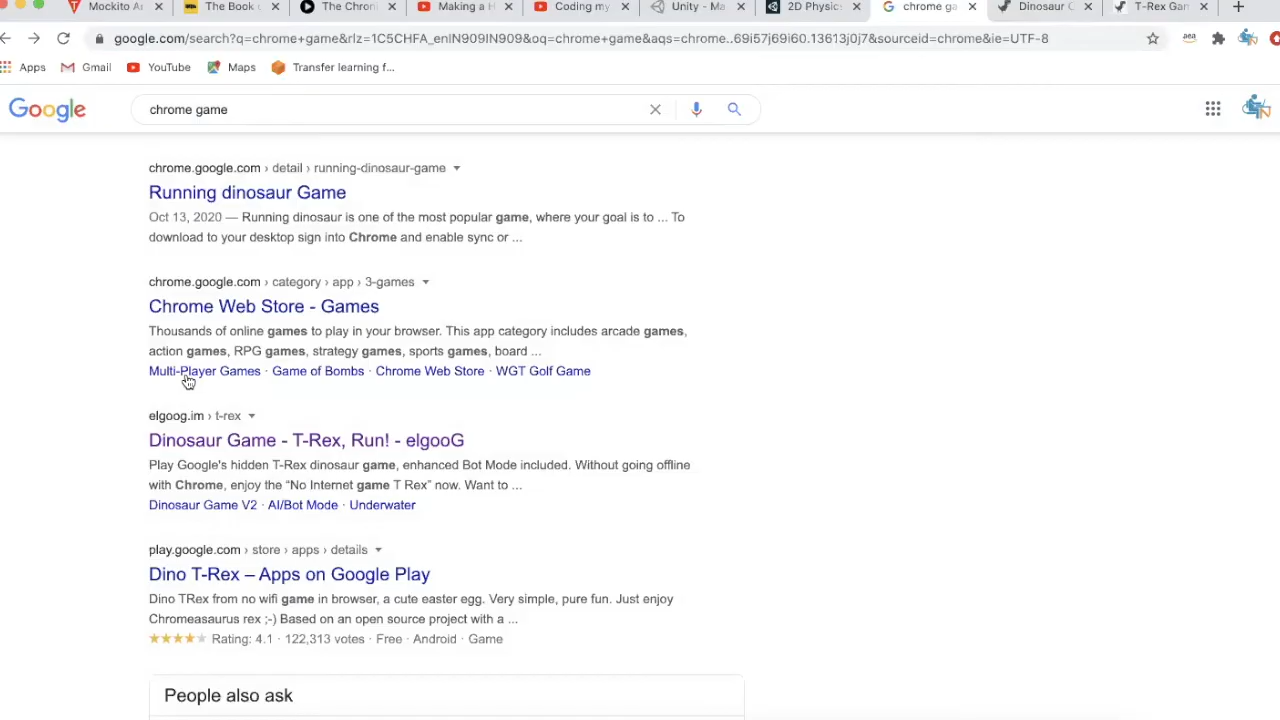 Mockito A
The Book
The Chron
Making a H
Coding my
Unity - Ma
2D Physic
chrome ga
Dinosaur G
T-Rex Gam
google.com/search?q=chrome+game&rlz=1C5CHFA_enIN909IN909&oq=chrome+game&aqs=chrome..69i57j69i60.13613j0j7&sourceid=chrome&ie=UTF-8
Apps
Gmail
YouTube
Maps
Transfer learning f...
Google
chrome game
chrome.google.com › detail › running-dinosaur-game
Running dinosaur Game
Oct 13, 2020 — Running dinosaur is one of the most popular game, where your goal is to ... To
download to your desktop sign into Chrome and enable sync or ...
chrome.google.com › category › app › 3-games
Chrome Web Store - Games
Thousands of online games to play in your browser. This app category includes arcade games,
action games, RPG games, strategy games, sports games, board ...
Multi-Player Games · Game of Bombs · Chrome Web Store · WGT Golf Game
elgoog.im › t-rex
Dinosaur Game - T-Rex, Run! - elgooG
Play Google's hidden T-Rex dinosaur game, enhanced Bot Mode included. Without going offline
with Chrome, enjoy the “No Internet game T Rex” now. Want to ...
Dinosaur Game V2 · AI/Bot Mode · Underwater
play.google.com › store › apps › details
Dino T-Rex – Apps on Google Play
Dino TRex from no wifi game in browser, a cute easter egg. Very simple, pure fun. Just enjoy
Chromeasaurus rex ;-) Based on an open source project with a ...
Rating: 4.1 · 122,313 votes · Free · Android · Game
People also ask